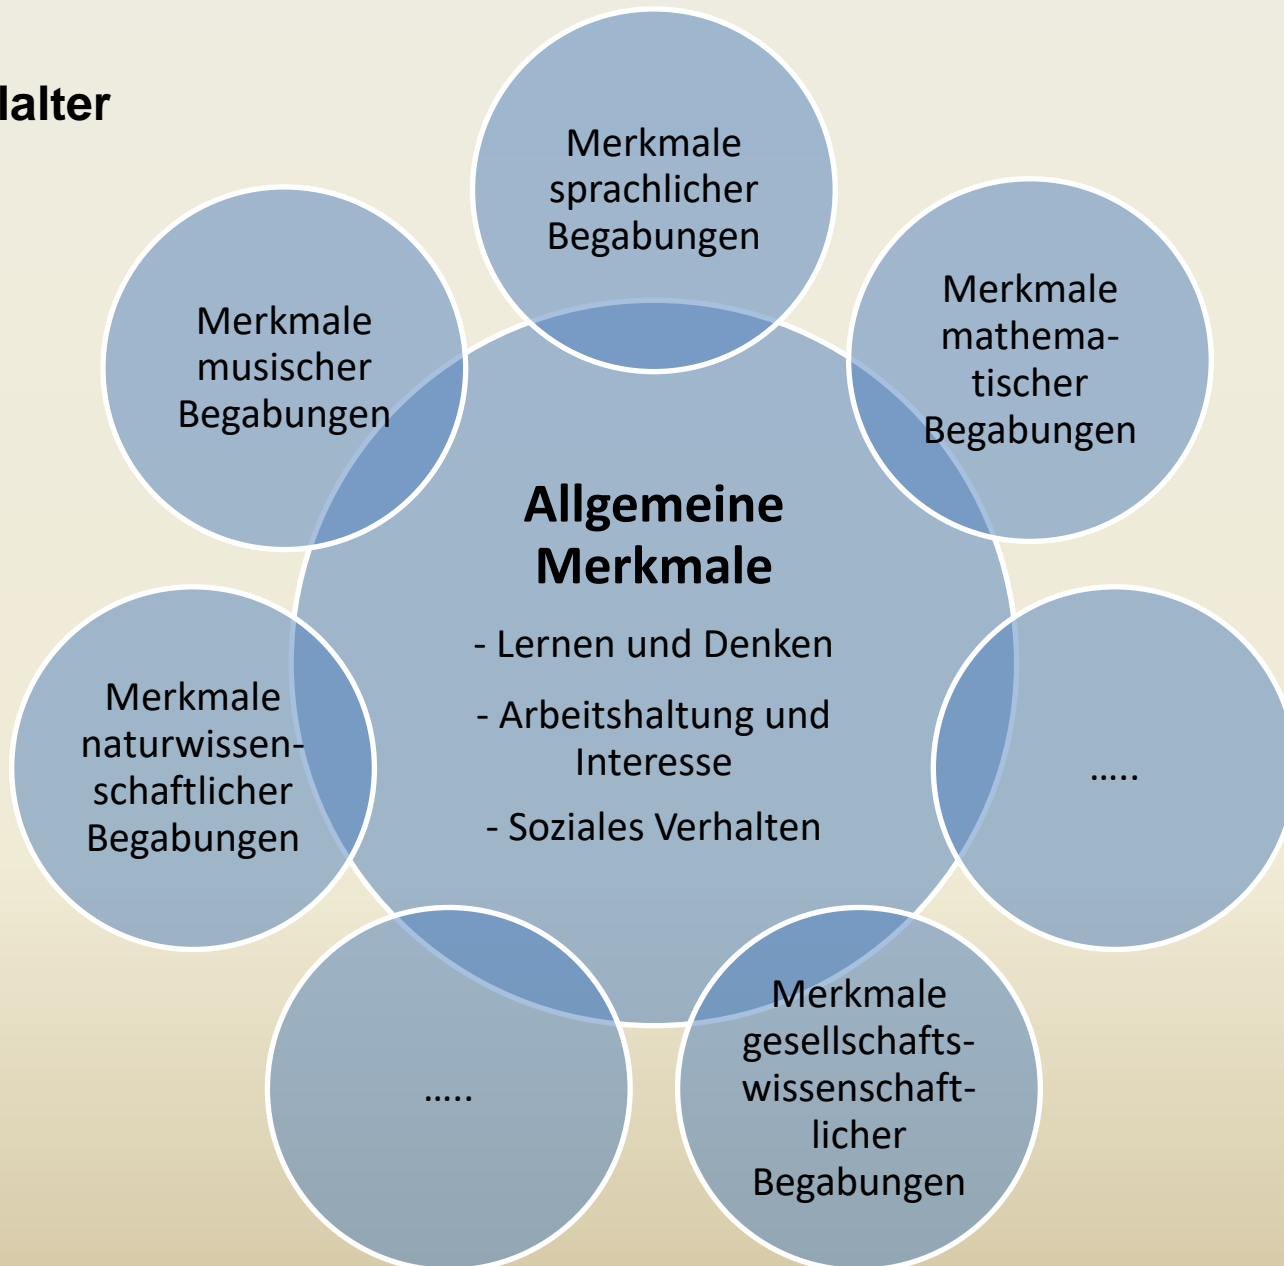 lalter
Merkmale
sprachlicher
Begabungen
Merkmale
mathema-
tischer
Begabungen
Merkmale
musischer
Begabungen
Allgemeine
Merkmale
- Lernen und Denken
- Arbeitshaltung und
Interesse
- Soziales Verhalten
Merkmale
naturwissen-
schaftlicher
Begabungen
.....
.....
Merkmale
gesellschafts-
wissenschaft-
licher
Begabungen